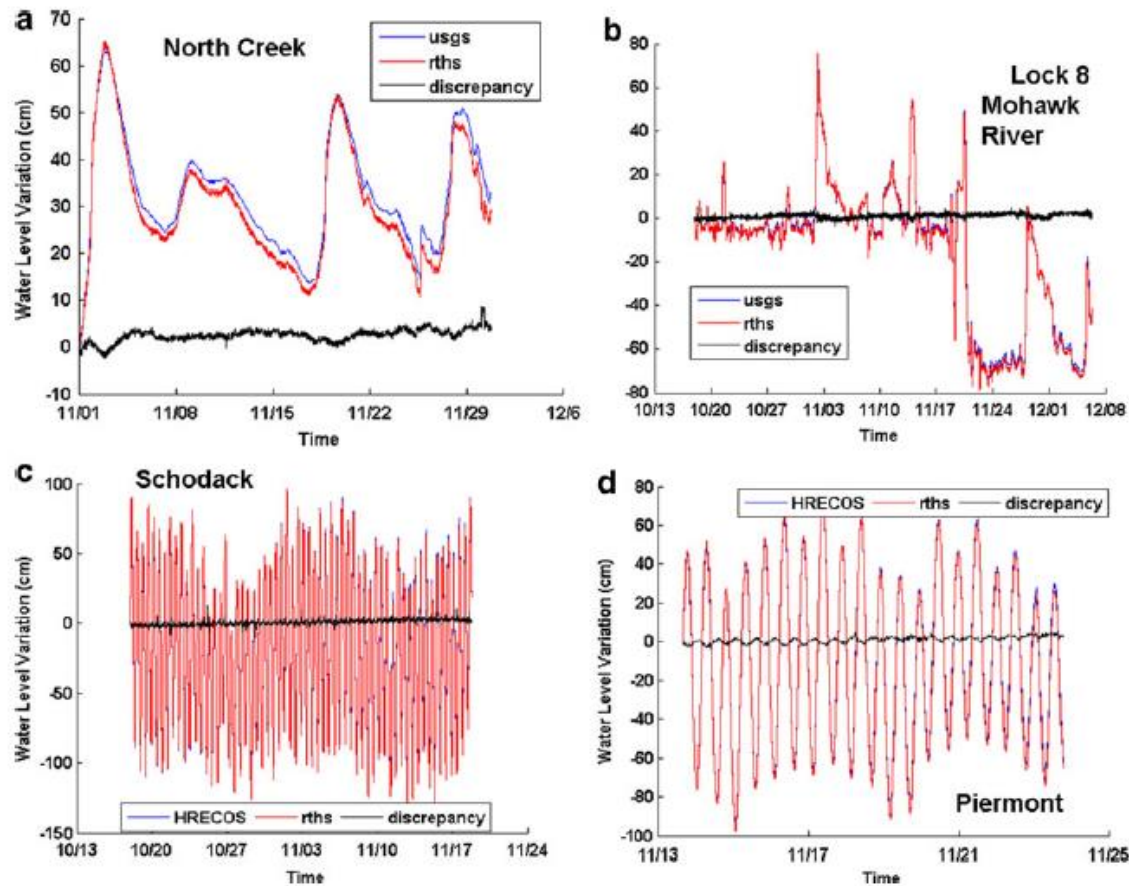 a
North Creek
usgs
rths
discrepancy
Water Level Variation (cm)
70
60
50
40
30
20
10
0
-10
11/01 11/08 11/15 11/22 11/29 12/6
Time
b
Lock 8
Mohawk
River
usgs
rths
discrepancy
80
60
40
20
0
-20
-40
-60
-80
10/13 10/20 10/27 11/03 11/10 11/17 11/24 12/01 12/08
Time
c
Schodack
HRECOS rths discrepancy
Water Level Variation (cm)
100
50
0
-50
-100
-150
10/13 10/20 10/27 11/03 11/10 11/17 11/24
Time
d
HRECOS rths discrepancy
Piermont
Water Level Variation (cm)
80
60
40
20
0
-20
-40
-60
-80
-100
11/13 11/17 11/21 11/25
Time